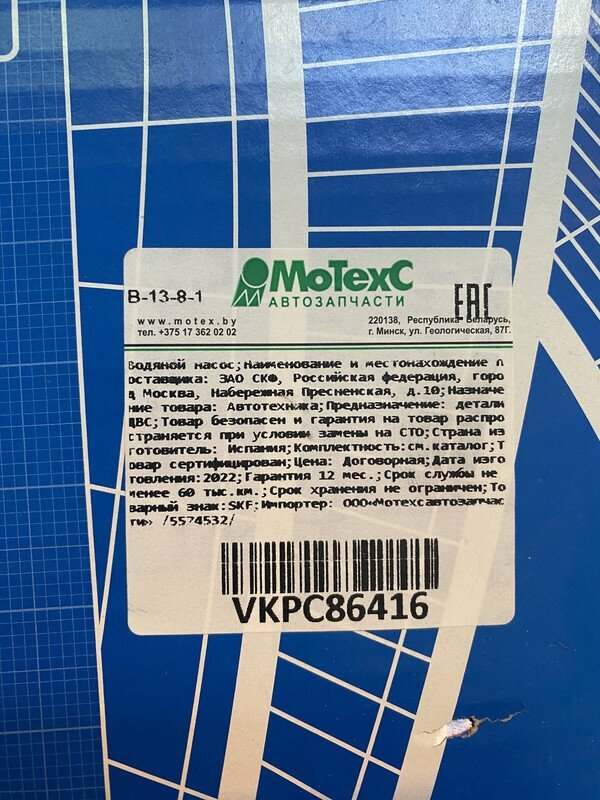 В-13-8-1
МоТехС
АВТОЗАПЧАСТИ
EAC
www.motex.by
тел. +375 17 362 02 02
220138, Республика Беларусь,
г. Минск, ул. Геологическая, 87Г.
Водяной насос;Наименование и местонахождение п
оставщика: ЗАО СКФ, Российская федерация, горо
д Москва, Набережная Пресненская, д.10;Назначе
ние товара: Автотехника;Предназначение: детали
ДВС;Товар безопасен и гарантия на товар распро
страняется при условии замены на СТО;Страна из
готовитель: Испания;Комплектность:см.каталог;Т
овар сертифицирован;Цена: Договорная;Дата изго
товления:2022;Гарантия 12 мес.;Срок службы не
менее 60 тыс.км.;Срок хранения не ограничен;То
варный знак:SKF;Импортер: ООО«Мотехсавтозапчас
ти» /5574532/
VKPC86416